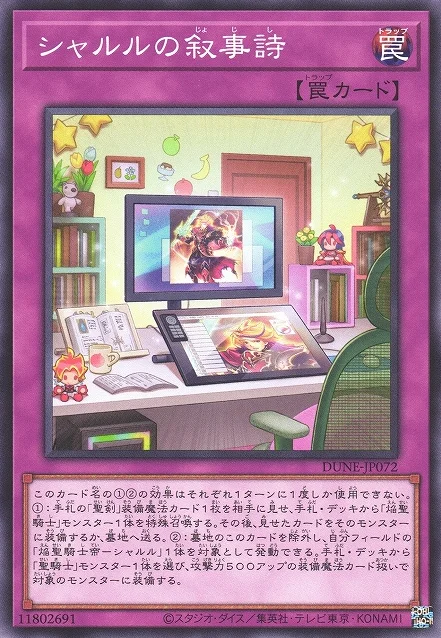 シャルルの叙事詩
罠
【罠カード】
DUNE-JP072
このカード名の①②の効果はそれぞれ1ターンに1度しか使用できない。
①:手札の「聖剣」装備魔法カード1枚を相手に見せ、手札・デッキから「焔聖
騎士」モンスター1体を特殊召喚する。その後、見せたカードをそのモンスター
に装備するか、墓地へ送る。②:墓地のこのカードを除外し、自分フィールドの
「焔聖騎士帝-シャルル」1体を対象として発動できる。手札・デッキから
「聖騎士」モンスター1体を選び、攻撃力500アップの装備魔法カード扱いで
対象のモンスターに装備する。
11802691
©スタジオ・ダイス/集英社・テレビ東京・KONAMI